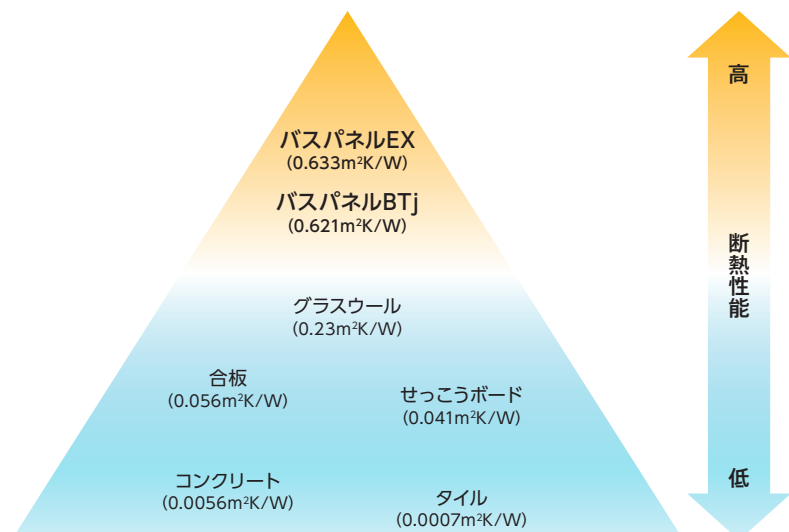 バスパネルEX
(0.633m²K/W)
バスパネルBTj
(0.621m²K/W)
グラスウール
(0.23m²K/W)
合板
(0.056m²K/W)
せっこうボード
(0.041m²K/W)
コンクリート
(0.0056m²K/W)
タイル
(0.0007m²K/W)
高
断熱性能
低